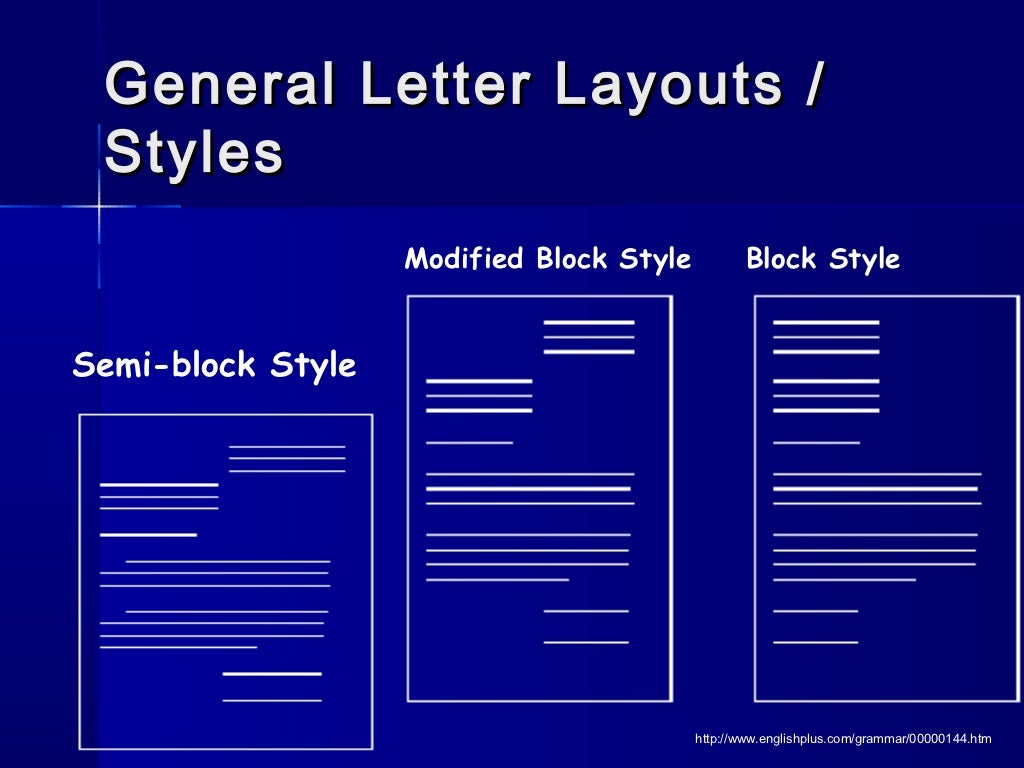 General Letter Layouts /
Styles
Modified Block Style
Block Style
Semi-block Style
http://www.englishplus.com/grammar/00000144.htm